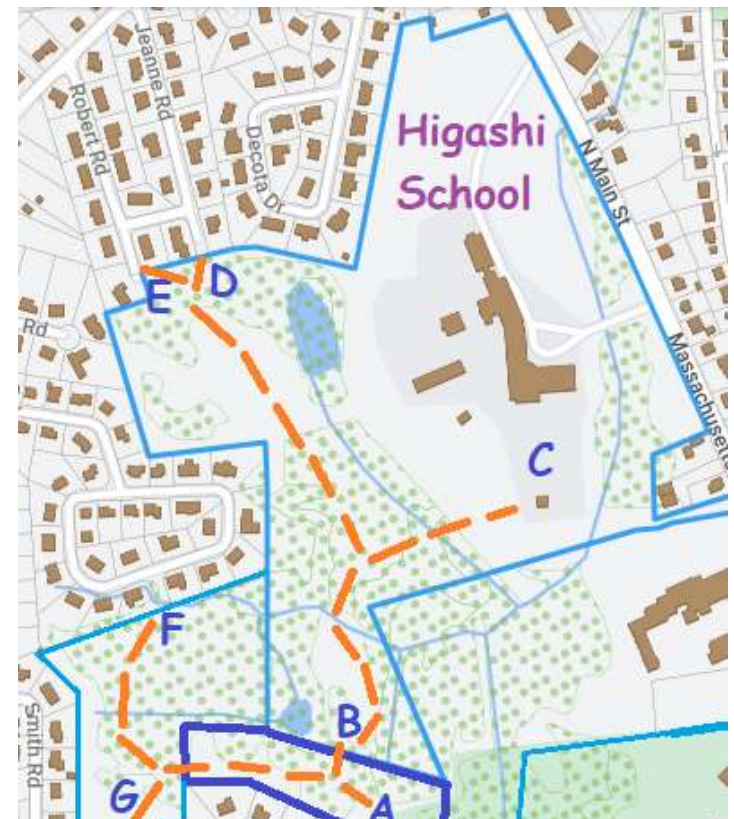 Jeanne Rd
Robert Rd
Decota Dr
Higashi
School
N Main St
E
D
Rd
Massachusetts
C
F
B
Smith Rd
G
A